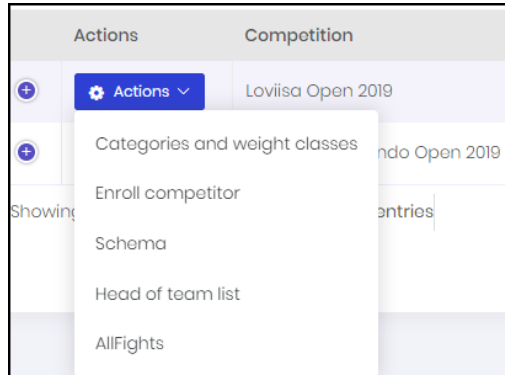 Actions Competition
Actions Loviisa Open 2019
Categories and weight classes
ndo Open 2019
Enroll competitor
Showing entries
Schema
Head of team list
AllFights